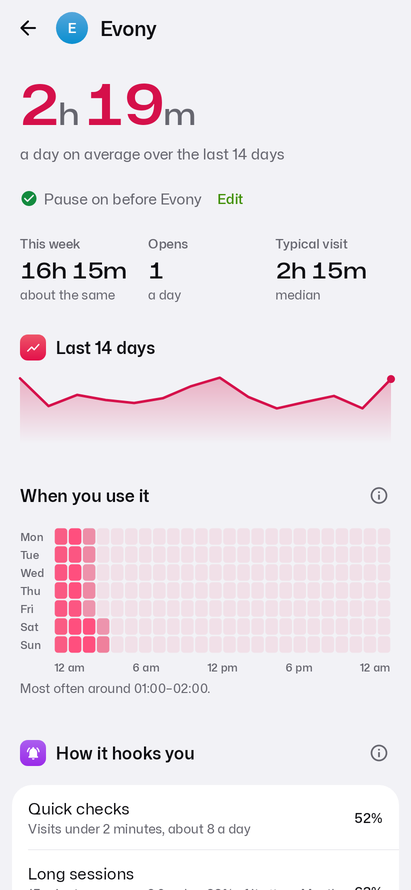 E Evony
2h 19m
a day on average over the last 14 days
Pause on before Evony Edit
This week Opens Typical visit
16h 15m 1 2h 15m
about the same a day median
Last 14 days
When you use it
Mon
Tue
Wed
Thu
Fri
Sat
Sun
12 am 6 am 12 pm 6 pm 12 am
Most often around 01:00–02:00.
How it hooks you
Quick checks 52%
Visits under 2 minutes, about 8 a day
Long sessions